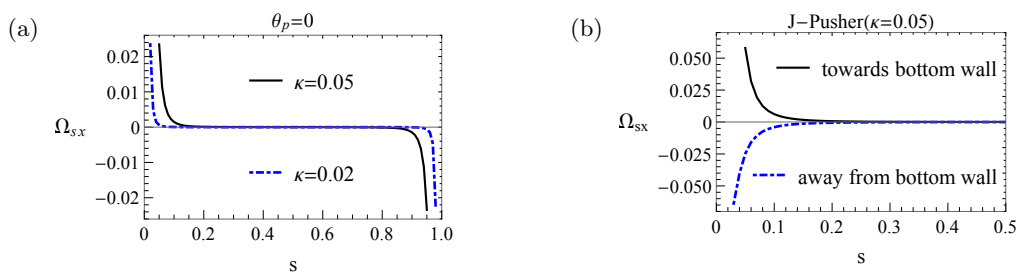 (a)
θp=0
0.02
0.01
0
−0.01
−0.02
Ωsx
κ=0.05
κ=0.02
0 0.2 0.4 0.6 0.8 1.0
s
(b)
J−Pusher(κ=0.05)
0.050
0.025
0
−0.025
−0.050
Ωsx
towards bottom wall
away from bottom wall
0 0.1 0.2 0.3 0.4 0.5
s